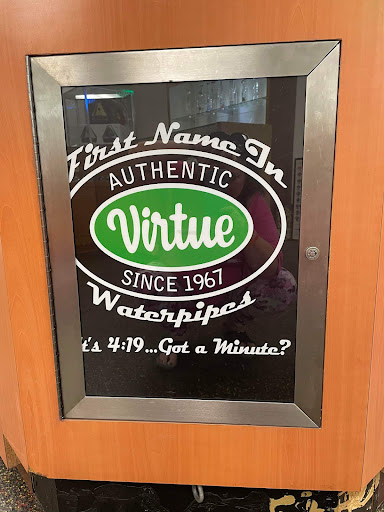 First Name In
AUTHENTIC
Virtue
SINCE 1967
Waterpipes
t's 4:19...Got a Minute?